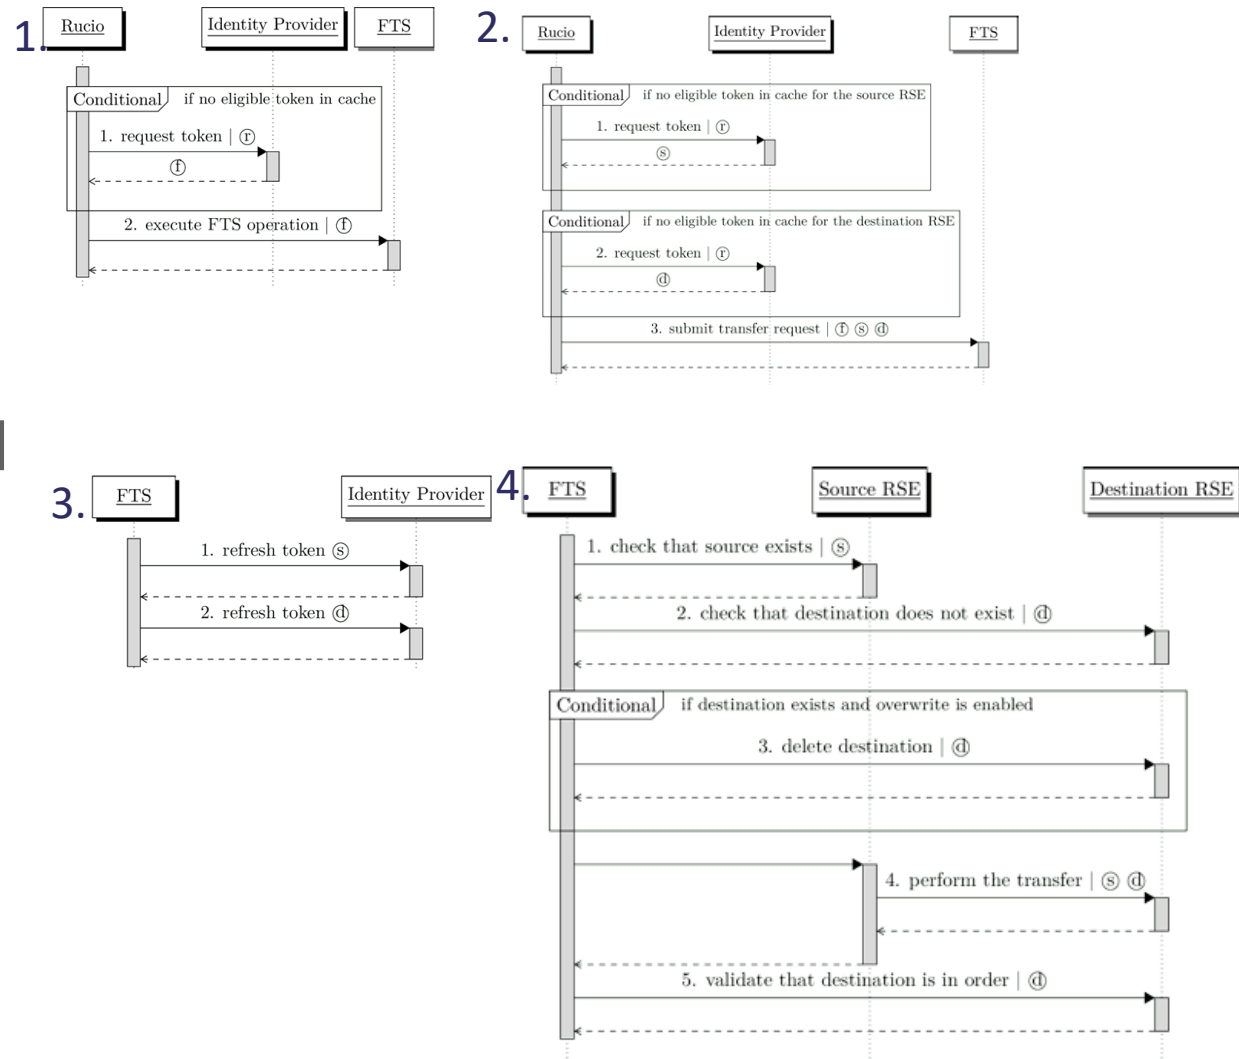 1.
Rucio
Identity Provider
FTS
Conditional
if no eligible token in cache
1. request token | ⓡ
ⓕ
2. execute FTS operation | ⓕ
2.
Rucio
Identity Provider
FTS
Conditional
if no eligible token in cache for the source RSE
1. request token | ⓡ
ⓢ
Conditional
if no eligible token in cache for the destination RSE
2. request token | ⓡ
ⓓ
3. submit transfer request | ⓕ ⓢ ⓓ
3.
FTS
Identity Provider
1. refresh token ⓢ
2. refresh token ⓓ
4.
FTS
Source RSE
Destination RSE
1. check that source exists | ⓢ
2. check that destination does not exist | ⓓ
Conditional
if destination exists and overwrite is enabled
3. delete destination | ⓓ
4. perform the transfer | ⓢ ⓓ
5. validate that destination is in order | ⓓ